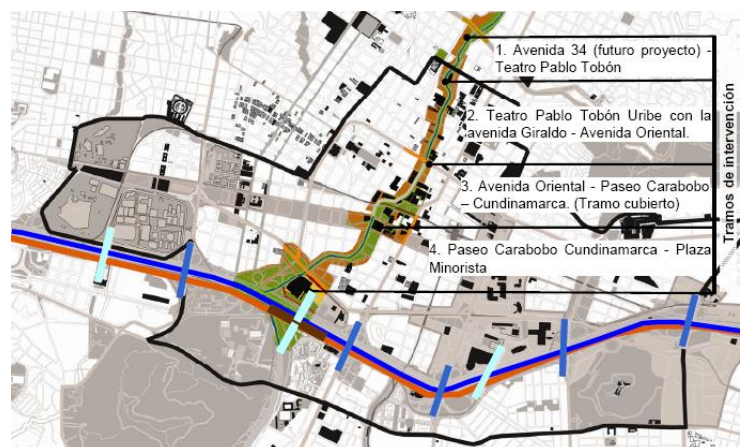 1. Avenida 34 (futuro proyecto) -
Teatro Pablo Tobón
2. Teatro Pablo Tobón Uribe con la
avenida Giraldo - Avenida Oriental.
3. Avenida Oriental - Paseo Carabobo
– Cundinamarca. (Tramo cubierto)
4. Paseo Carabobo Cundinamarca - Plaza
Minorista
Tramos de intervención